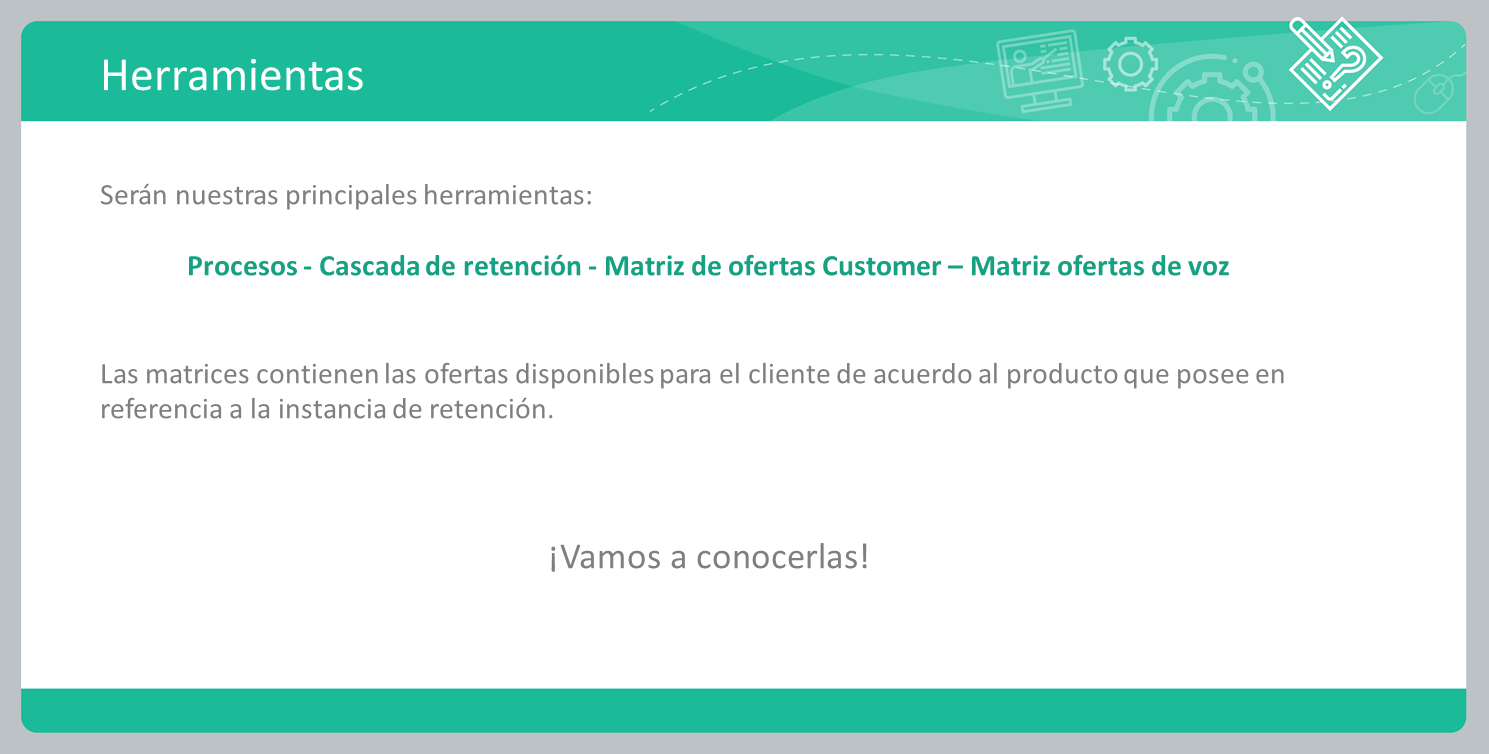 Herramientas
Serán nuestras principales herramientas:
Procesos - Cascada de retención - Matriz de ofertas Customer – Matriz ofertas de voz
Las matrices contienen las ofertas disponibles para el cliente de acuerdo al producto que posee en
referencia a la instancia de retención.
¡Vamos a conocerlas!